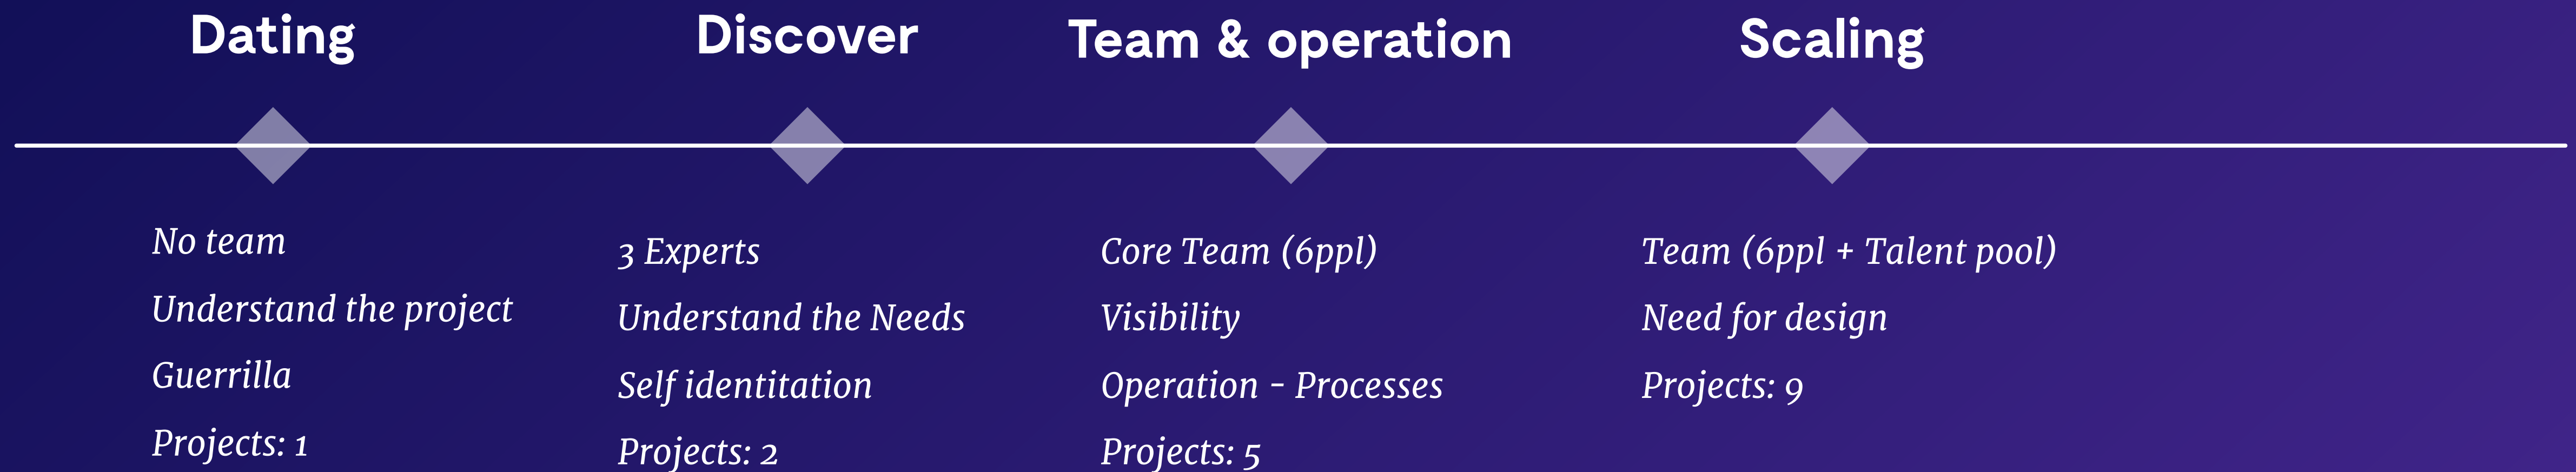 Dating
No team
Understand the project
Guerrilla
Projects: 1
Discover
3 Experts
Understand the Needs
Self identitation
Projects: 2
Team & operation
Core Team (6ppl)
Visibility
Operation - Processes
Projects: 5
Scaling
Team (6ppl + Talent pool)
Need for design
Projects: 9